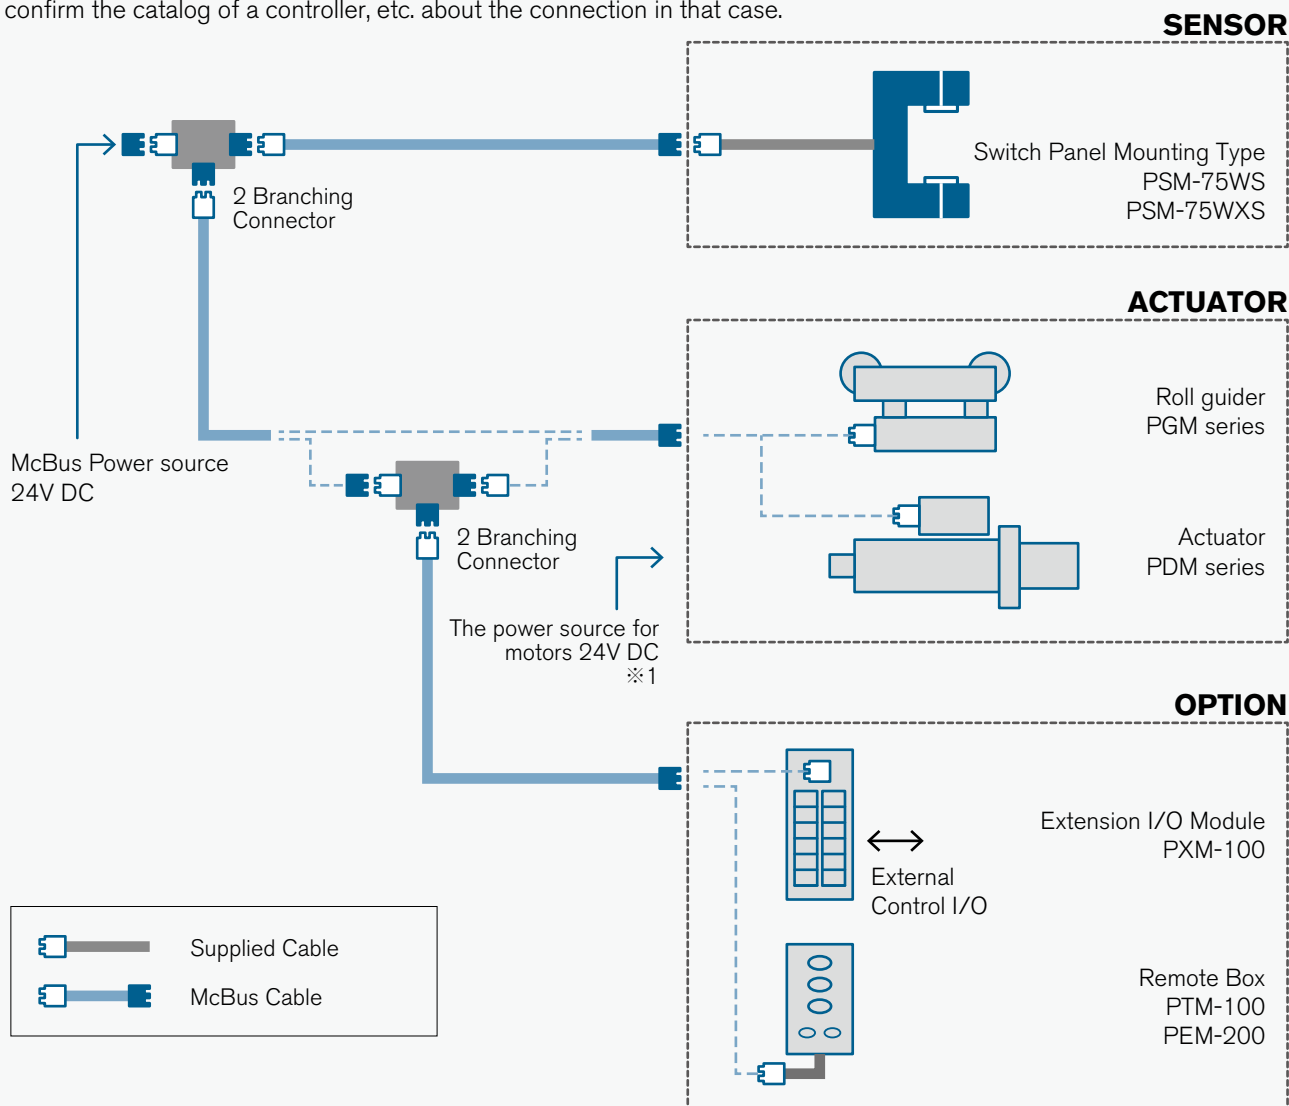 confirm the catalog of a controller, etc. about the connection in that case.
SENSOR
Switch Panel Mounting Type
PSM-75WS
PSM-75WXS
2 Branching
Connector
ACTUATOR
Roll guider
PGM series
McBus Power source
24V DC
2 Branching
Connector
Actuator
PDM series
The power source for
motors 24V DC
※1
OPTION
Extension I/O Module
PXM-100
External
Control I/O
Supplied Cable
McBus Cable
Remote Box
PTM-100
PEM-200